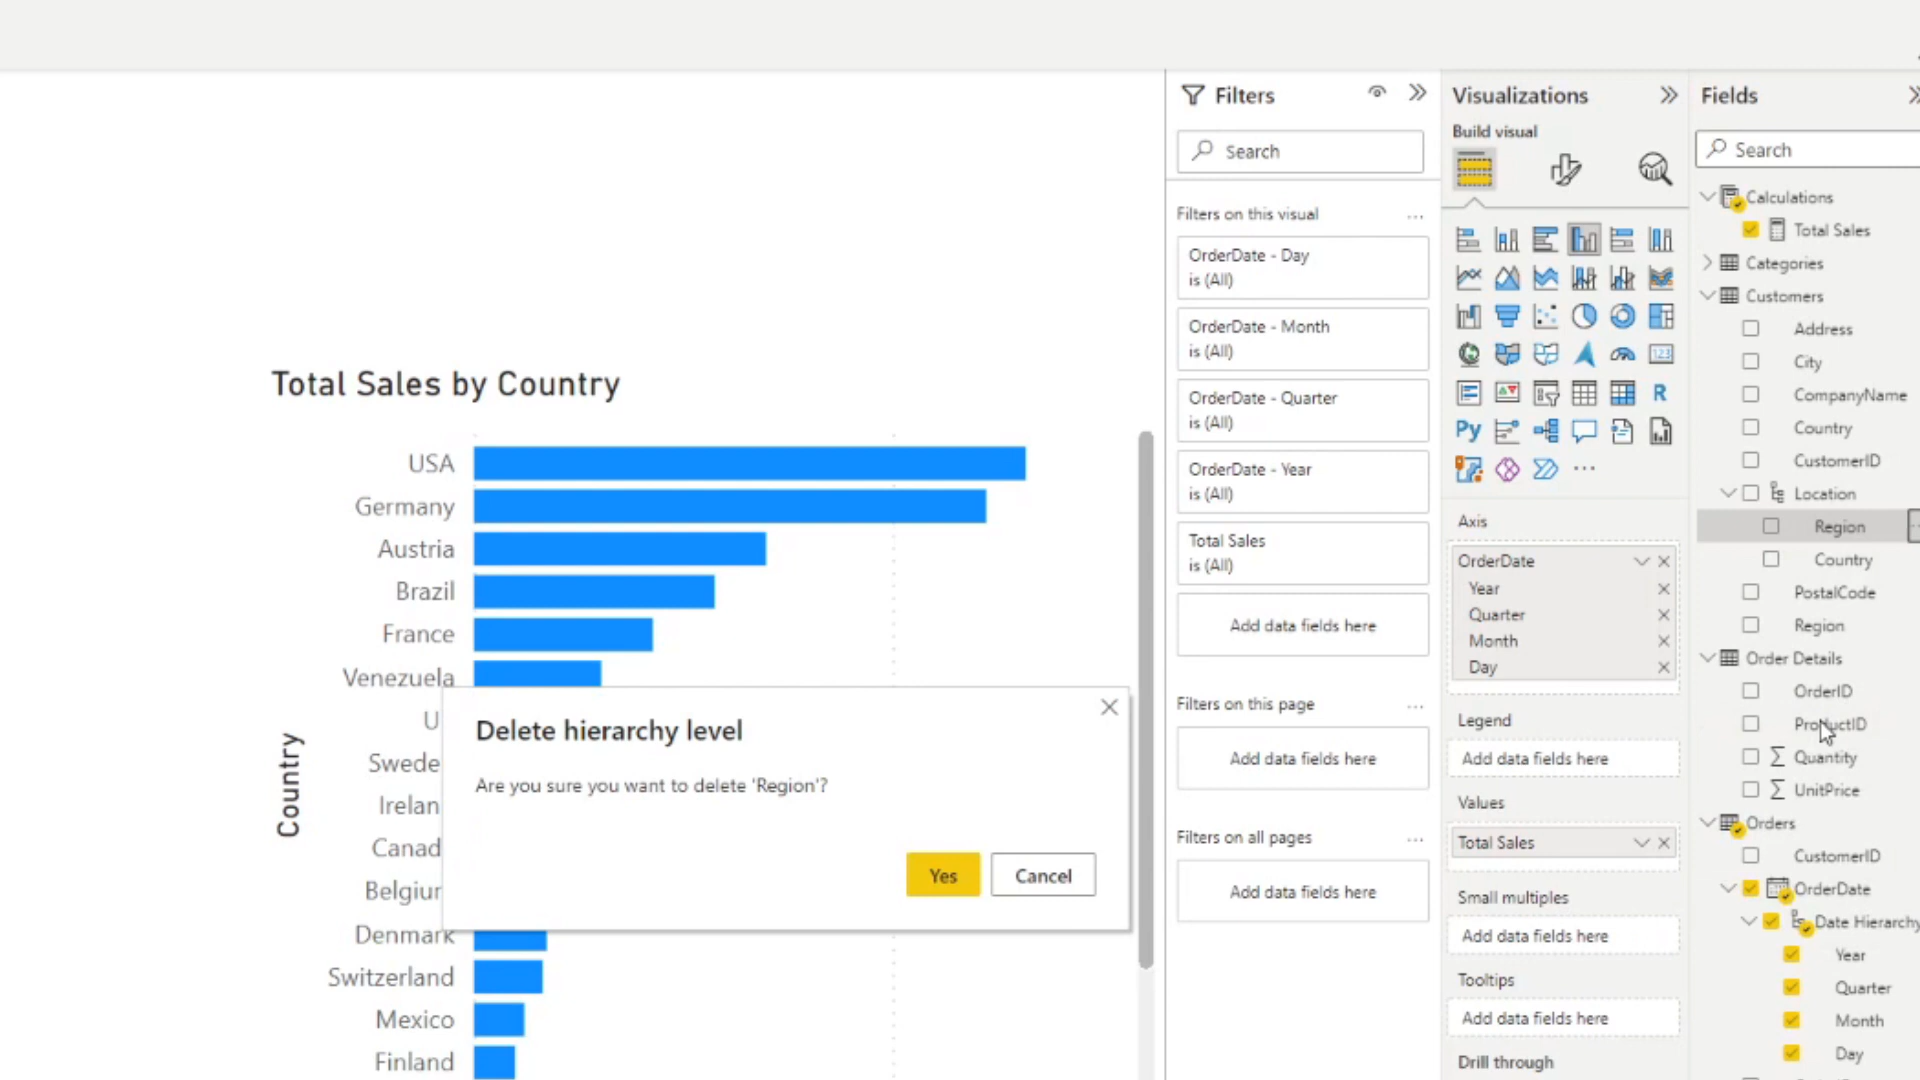 Total Sales by Country
Country
USA
Germany
Austria
Brazil
France
Venezuela
U
Swede
Irelan
Canad
Belgiur
Denmark
Switzerland
Mexico
Finland
Delete hierarchy level
Are you sure you want to delete 'Region'?
Yes
Cancel
Filters
Search
Filters on this visual
OrderDate - Day
is (All)
OrderDate - Month
is (All)
OrderDate - Quarter
is (All)
OrderDate - Year
is (All)
Total Sales
is (All)
Add data fields here
Filters on this page
Add data fields here
Filters on all pages
Add data fields here
Visualizations
Build visual
123
R
Py
Axis
OrderDate
Year
Quarter
Month
Day
Legend
Add data fields here
Values
Total Sales
Small multiples
Add data fields here
Tooltips
Add data fields here
Drill through
Fields
Search
Calculations
Total Sales
Categories
Customers
Address
City
CompanyName
Country
CustomerID
Location
Region
Country
PostalCode
Region
Order Details
OrderID
ProductID
Quantity
UnitPrice
Orders
CustomerID
OrderDate
Date Hierarchy
Year
Quarter
Month
Day